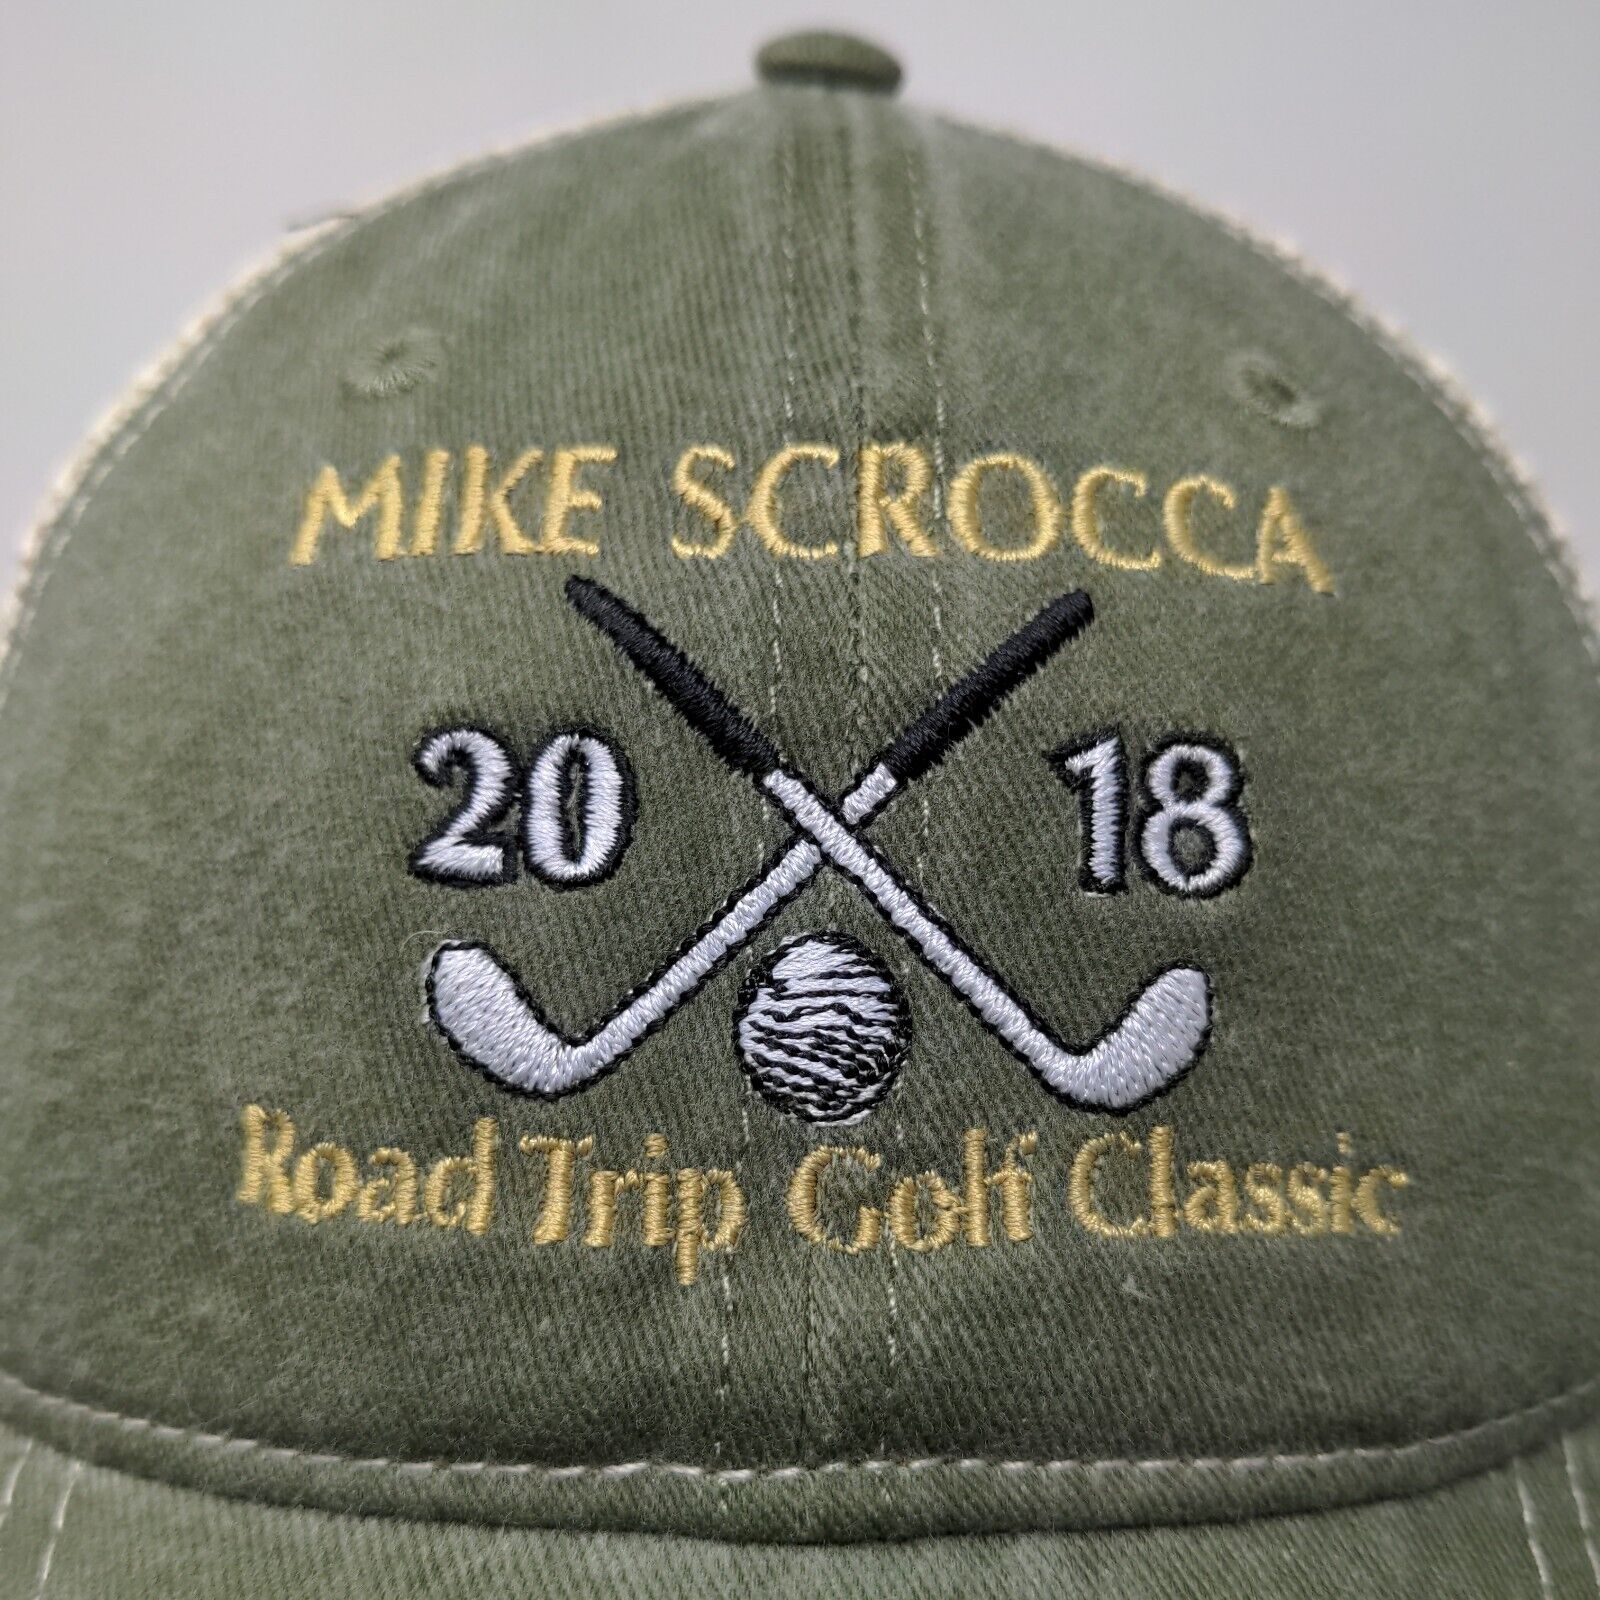 MIKE SCROCCA
20 18
Road Trip Golf Classic